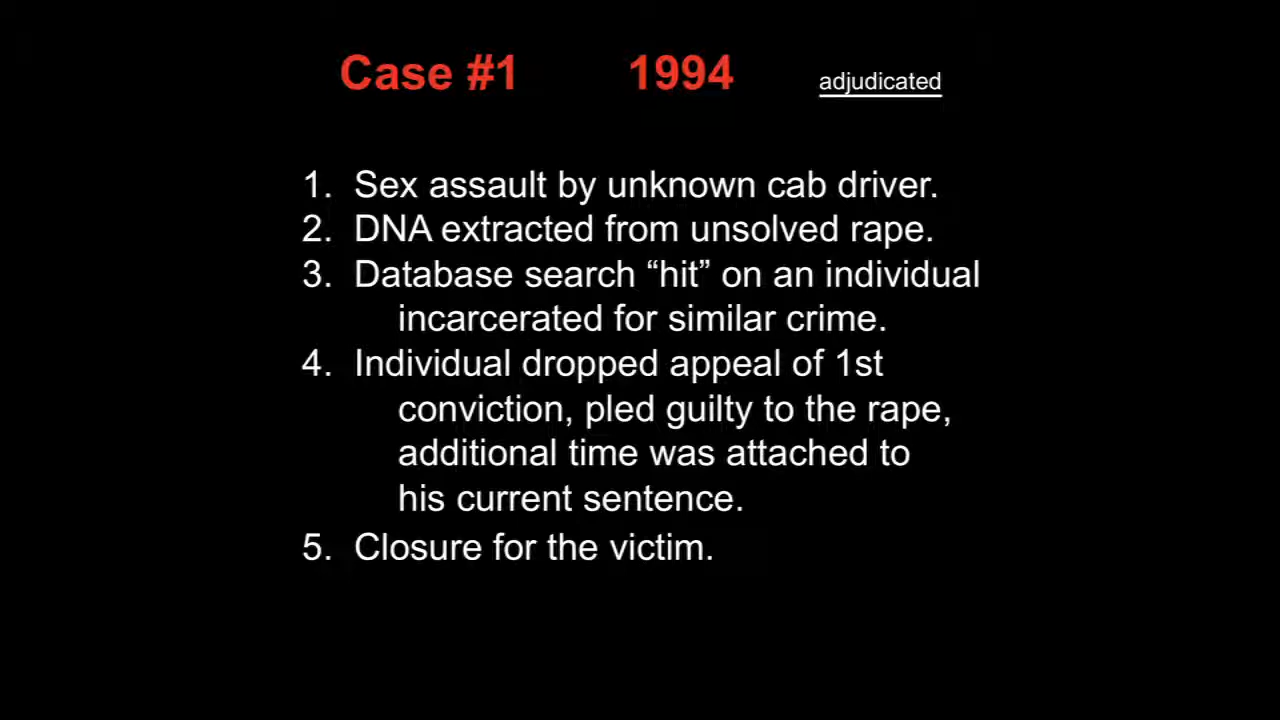 Case #1 1994 adjudicated
1. Sex assault by unknown cab driver.
2. DNA extracted from unsolved rape.
3. Database search “hit” on an individual
incarcerated for similar crime.
4. Individual dropped appeal of 1st
conviction, pled guilty to the rape,
additional time was attached to
his current sentence.
5. Closure for the victim.